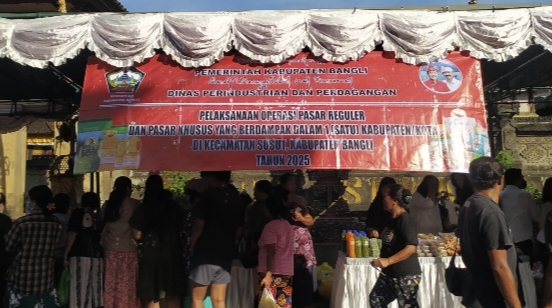 PEMERINTAH KABUPATEN BANGLI
DINAS PERINDUSTRIAN DAN PERDAGANGAN
PELAKSANAAN OPERASI PASAR REGULER
DAN PASAR KHUSUS YANG BERDAMPAK DALAM 1 (SATU) KABUPATEN/KOTA
DI KECAMATAN SUSUT, KABUPATEN BANGLI
TAHUN 2025